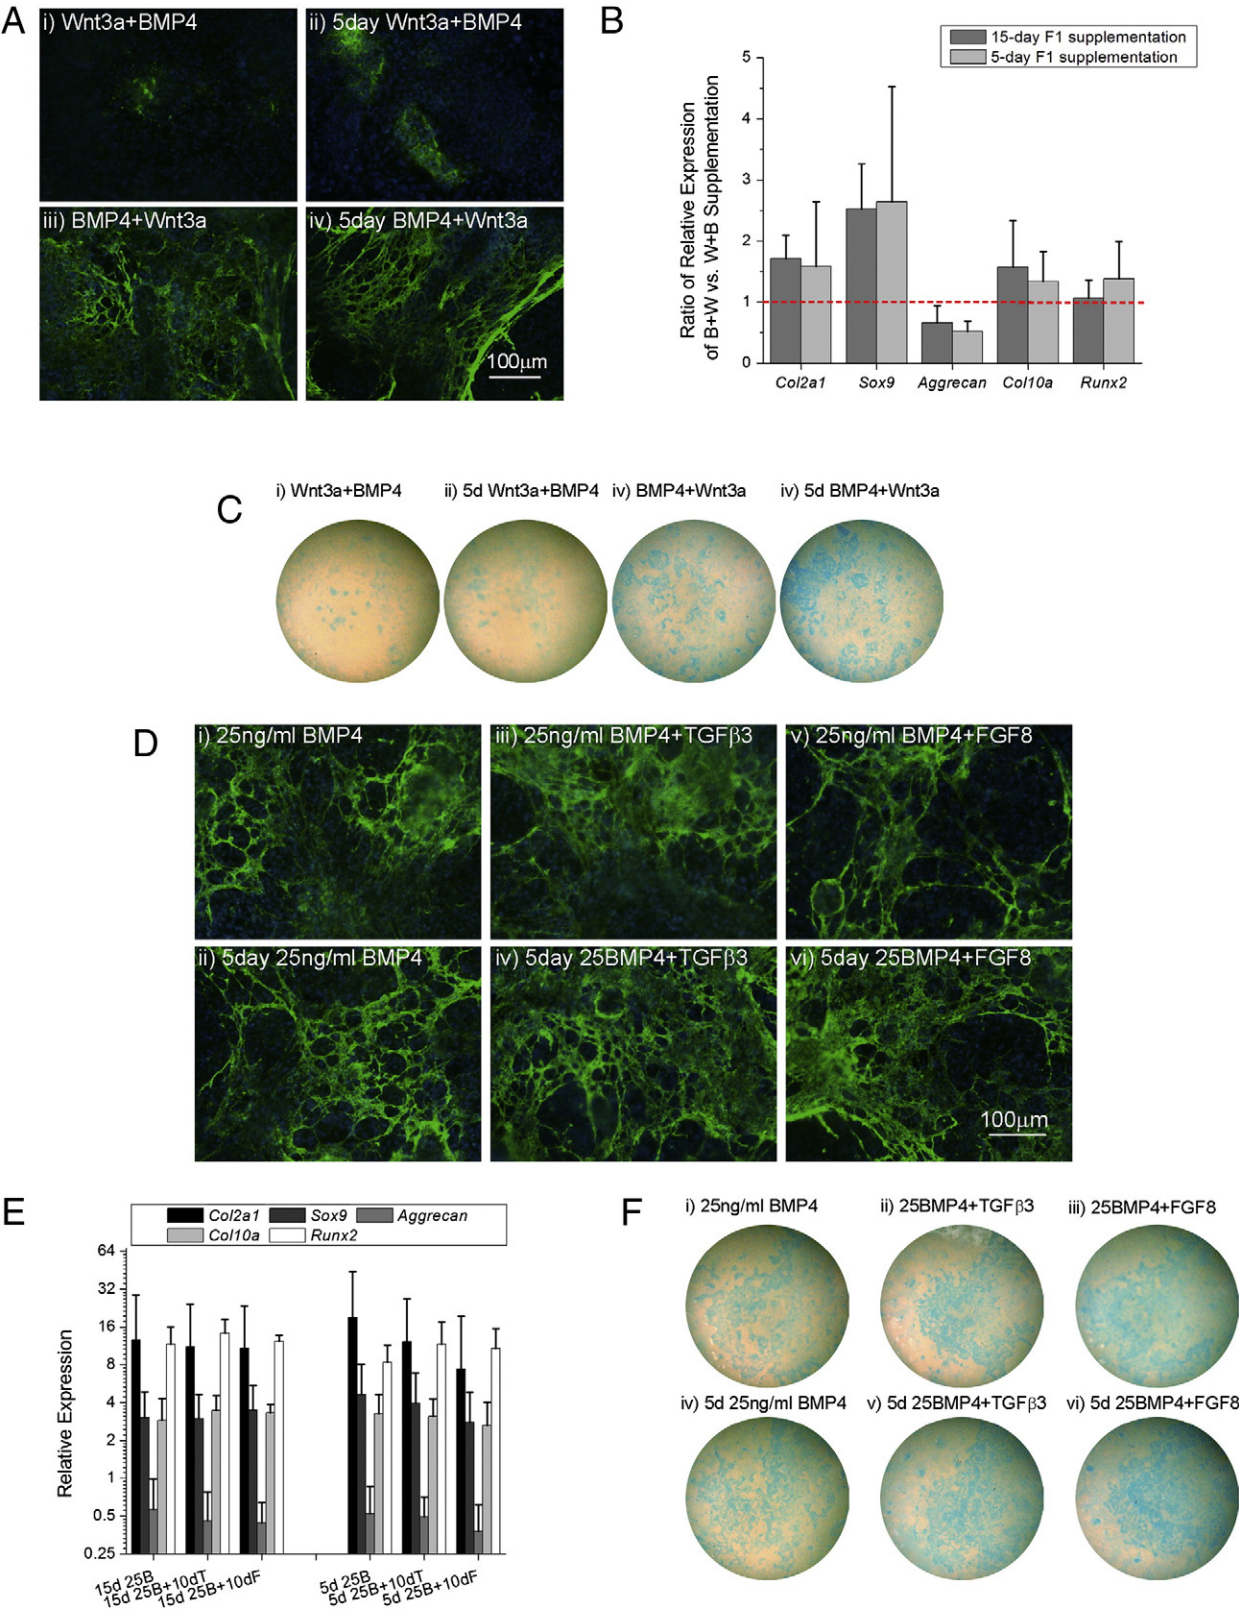 A
i) Wnt3a+BMP4
ii) 5day Wnt3a+BMP4
iii) BMP4+Wnt3a
iv) 5day BMP4+Wnt3a
100μm
B
15-day F1 supplementation
5-day F1 supplementation
Ratio of Relative Expression
of B+W vs. W+B Supplementation
5
4
3
2
1
0
Col2a1
Sox9
Aggrecan
Col10a
Runx2
C
i) Wnt3a+BMP4
ii) 5d Wnt3a+BMP4
iv) BMP4+Wnt3a
iv) 5d BMP4+Wnt3a
D
i) 25ng/ml BMP4
iii) 25ng/ml BMP4+TGFβ3
v) 25ng/ml BMP4+FGF8
ii) 5day 25ng/ml BMP4
iv) 5day 25BMP4+TGFβ3
vi) 5day 25BMP4+FGF8
100μm
E
Col2a1
Sox9
Aggrecan
Col10a
Runx2
Relative Expression
64
32
16
8
4
2
1
0.5
0.25
15d 25B
15d 25B+10dT
15d 25B+10dF
5d 25B
5d 25B+10dT
5d 25B+10dF
F
i) 25ng/ml BMP4
ii) 25BMP4+TGFβ3
iii) 25BMP4+FGF8
iv) 5d 25ng/ml BMP4
v) 5d 25BMP4+TGFβ3
vi) 5d 25BMP4+FGF8